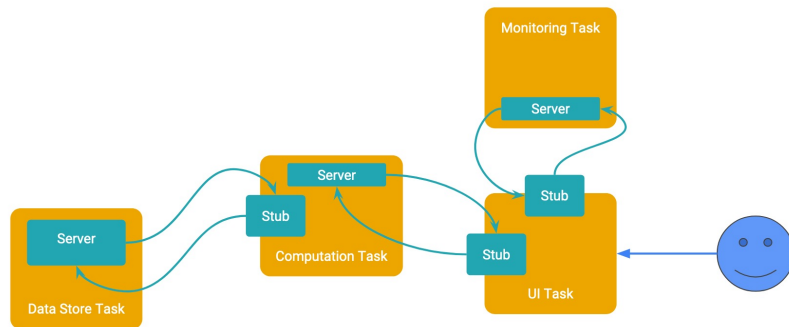 Monitoring Task
Server
Server
Stub
Stub
Server
Stub
Computation Task
UI Task
Data Store Task